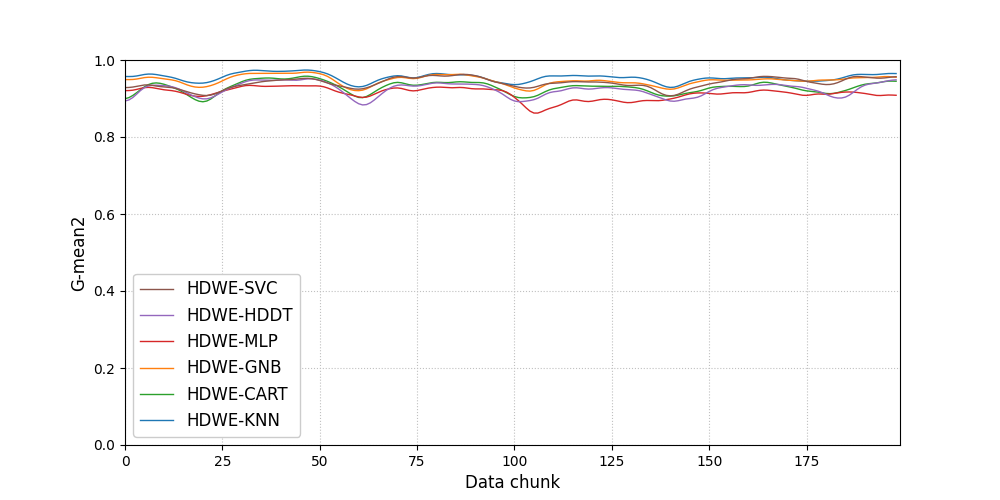 1.0
0.8
0.6
0.4
0.2
0.0
G-mean2
HDWE-SVC
HDWE-HDDT
HDWE-MLP
HDWE-GNB
HDWE-CART
HDWE-KNN
0 25 50 75 100 125 150 175
Data chunk